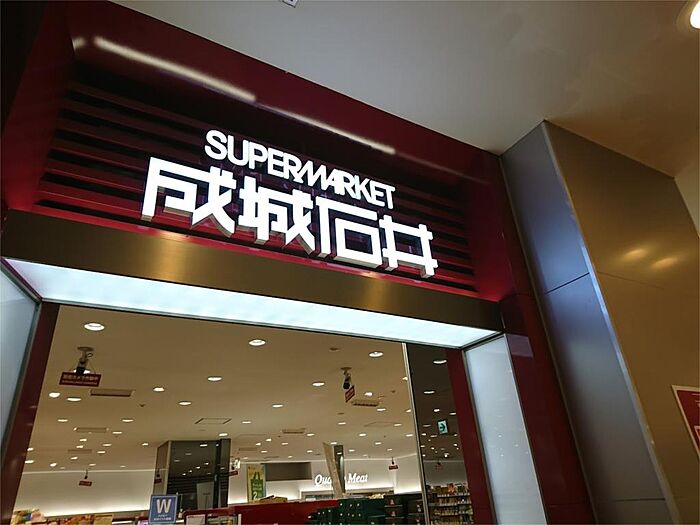 SUPERMARKET
成城石井
Quality Meat
W